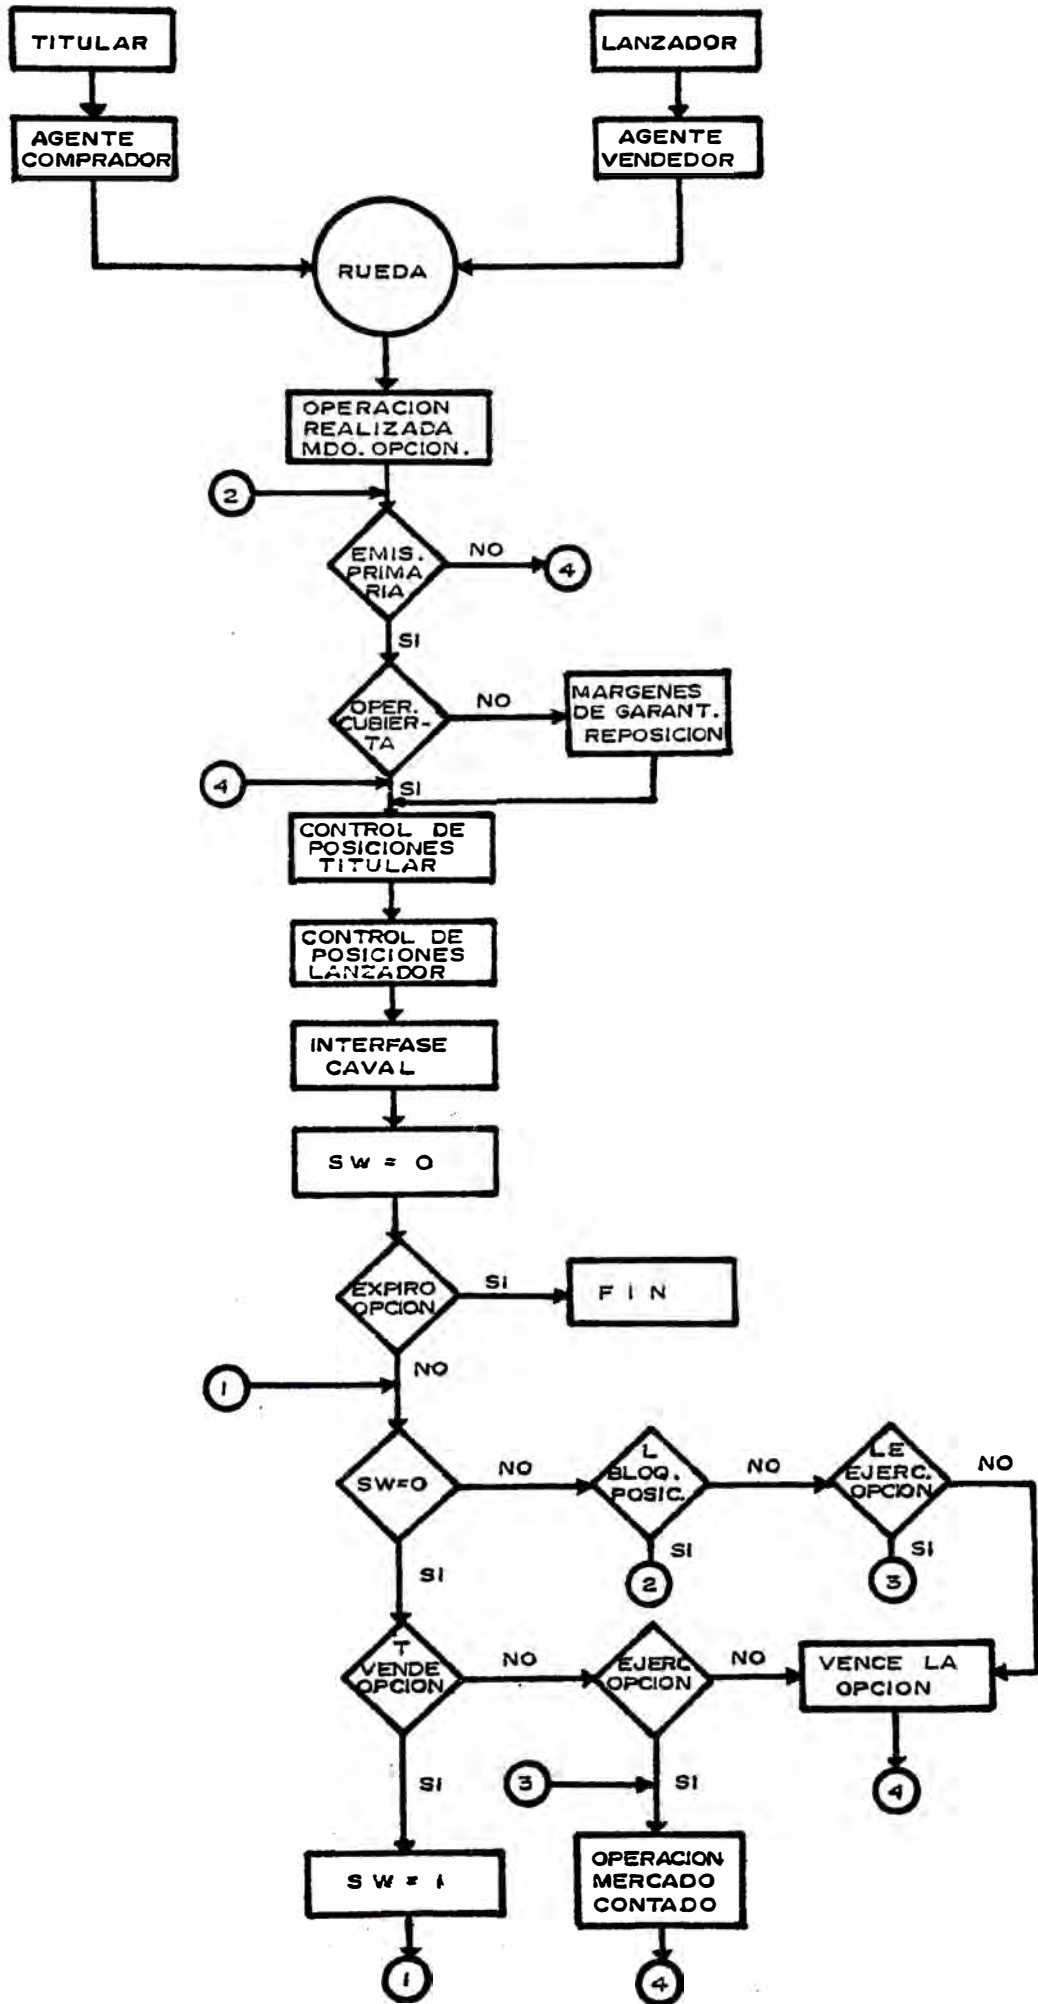 TITULAR
LANZADOR
AGENTE
COMPRADOR
AGENTE
VENDEDOR
RUEDA
OPERACION
REALIZADA
MDO. OPCION.
2
EMIS.
PRIMA
RIA
NO
4
SI
OPER.
CUBIER-
TA
NO
MARGENES
DE GARANT.
REPOSICION
4
SI
CONTROL DE
POSICIONES
TITULAR
CONTROL DE
POSICIONES
LANZADOR
INTERFASE
CAVAL
SW = 0
EXPIRO
OPCION
SI
FIN
NO
1
SW=0
NO
L
BLOQ.
POSIC.
NO
LE
EJERC.
OPCION
NO
SI
SI
2
SI
3
T
VENDE
OPCION
NO
EJERC
OPCION
NO
VENCE LA
OPCION
SI
3
SI
4
SW = 1
OPERACION
MERCADO
CONTADO
1
4